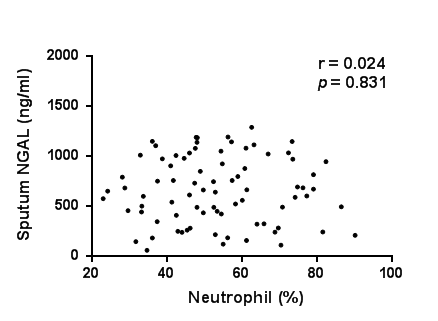 2000
1500
1000
500
0
20
40
60
80
100
Sputum NGAL (ng/ml)
Neutrophil (%)
r = 0.024
p = 0.831